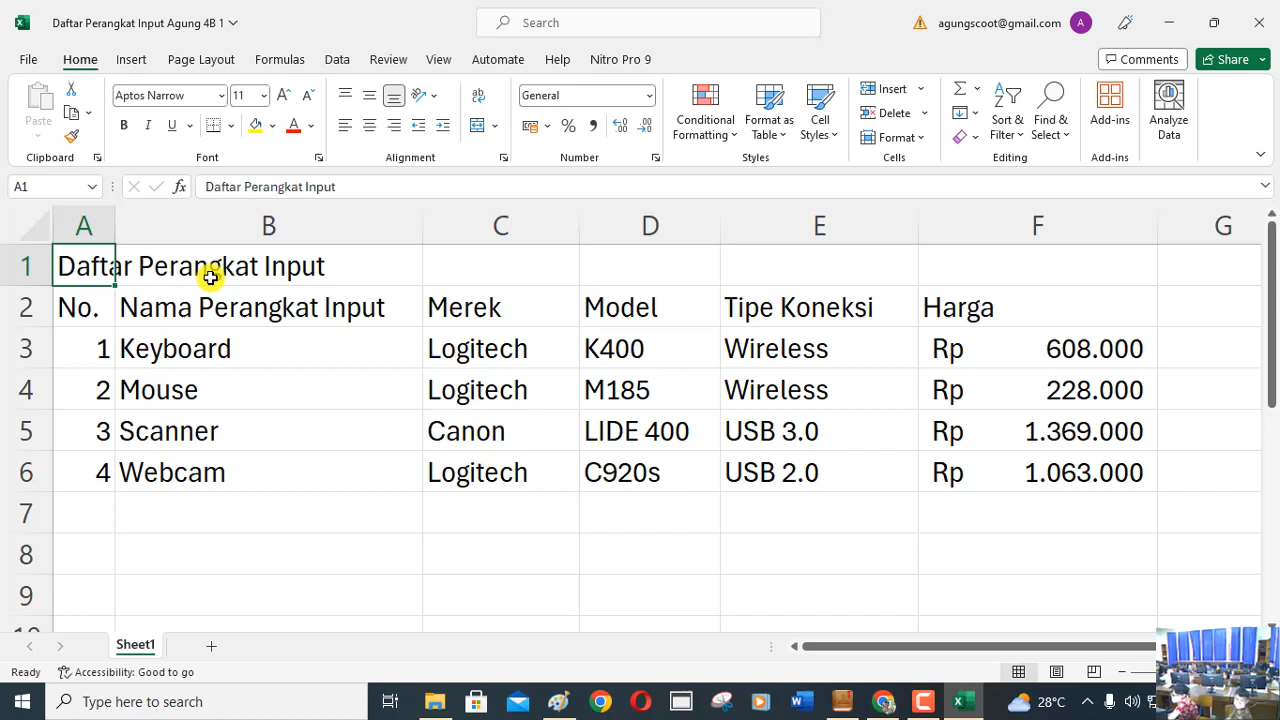 Daftar Perangkat Input Agung 4B 1
Search
agungscoot@gmail.com
A
File Home Insert Page Layout Formulas Data Review View Automate Help Nitro Pro 9
Comments
Share
Paste
Clipboard
Aptos Narrow 11
B I U
Font
Alignment
General
Number
Conditional Formatting
Format as Table
Cell Styles
Styles
Insert
Delete
Format
Cells
Sort & Filter
Find & Select
Editing
Add-ins
Add-ins
Analyze Data
A1
fx
Daftar Perangkat Input
A B C D E F G
1 Daftar Perangkat Input
2 No. Nama Perangkat Input Merek Model Tipe Koneksi Harga
3 1 Keyboard Logitech K400 Wireless Rp 608.000
4 2 Mouse Logitech M185 Wireless Rp 228.000
5 3 Scanner Canon LIDE 400 USB 3.0 Rp 1.369.000
6 4 Webcam Logitech C920s USB 2.0 Rp 1.063.000
7
8
9
10
Sheet1
Ready Accessibility: Good to go
Type here to search
28°C